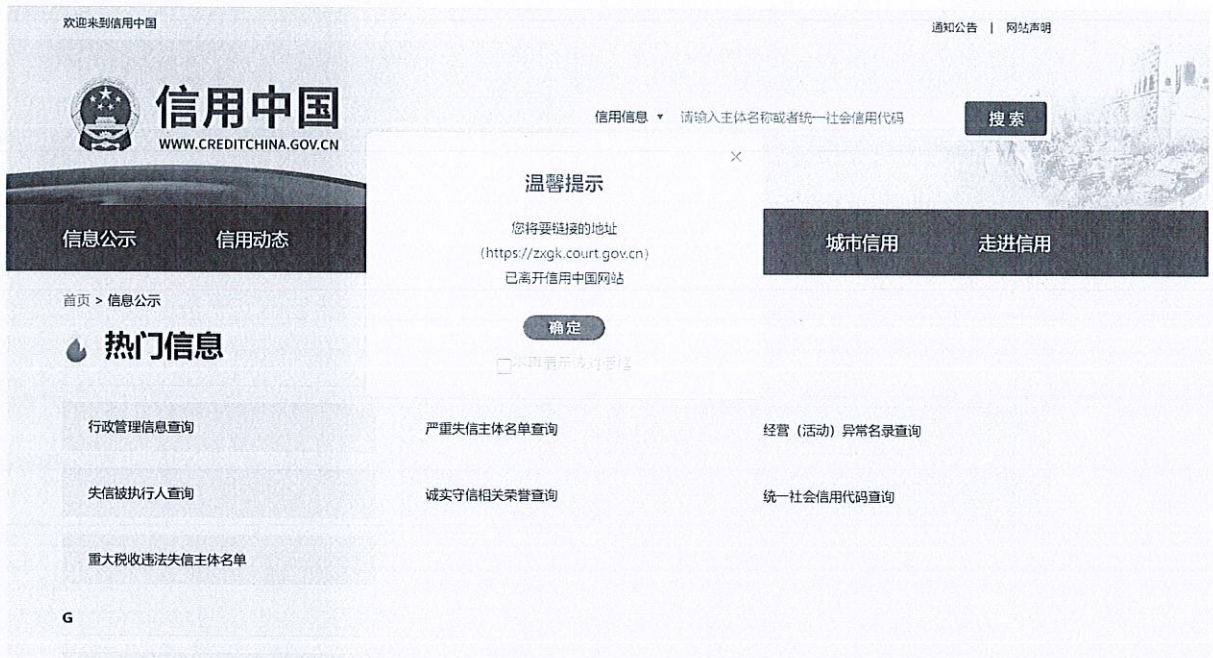 欢迎来到信用中国
通知公告 | 网站声明
信用中国
WWW.CREDITCHINA.GOV.CN
信用信息 ▼ 请输入主体名称或者统一社会信用代码 搜索
×
温馨提示
您将要链接的地址
(https://zxgk.court.gov.cn)
已离开信用中国网站
确定
不再提示该对话框
信息公示 信用动态 城市信用 走进信用
首页 > 信息公示
热门信息
行政管理信息查询 严重失信主体名单查询 经营（活动）异常名录查询
失信被执行人查询 诚实守信相关荣誉查询 统一社会信用代码查询
重大税收违法失信主体名单
G